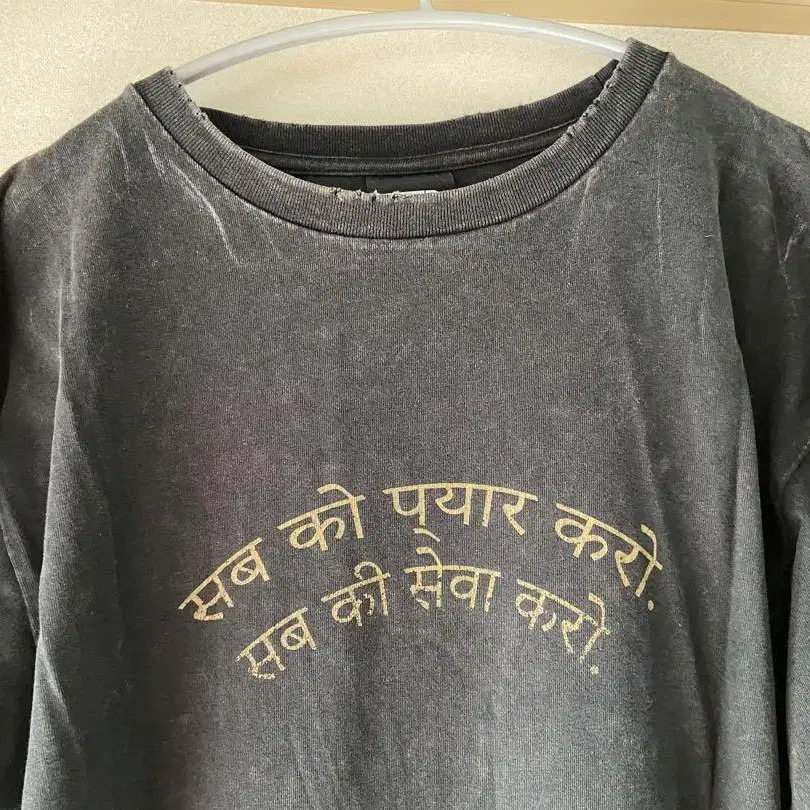 सब को प्‌यार करो.
सब की सेवा करो.